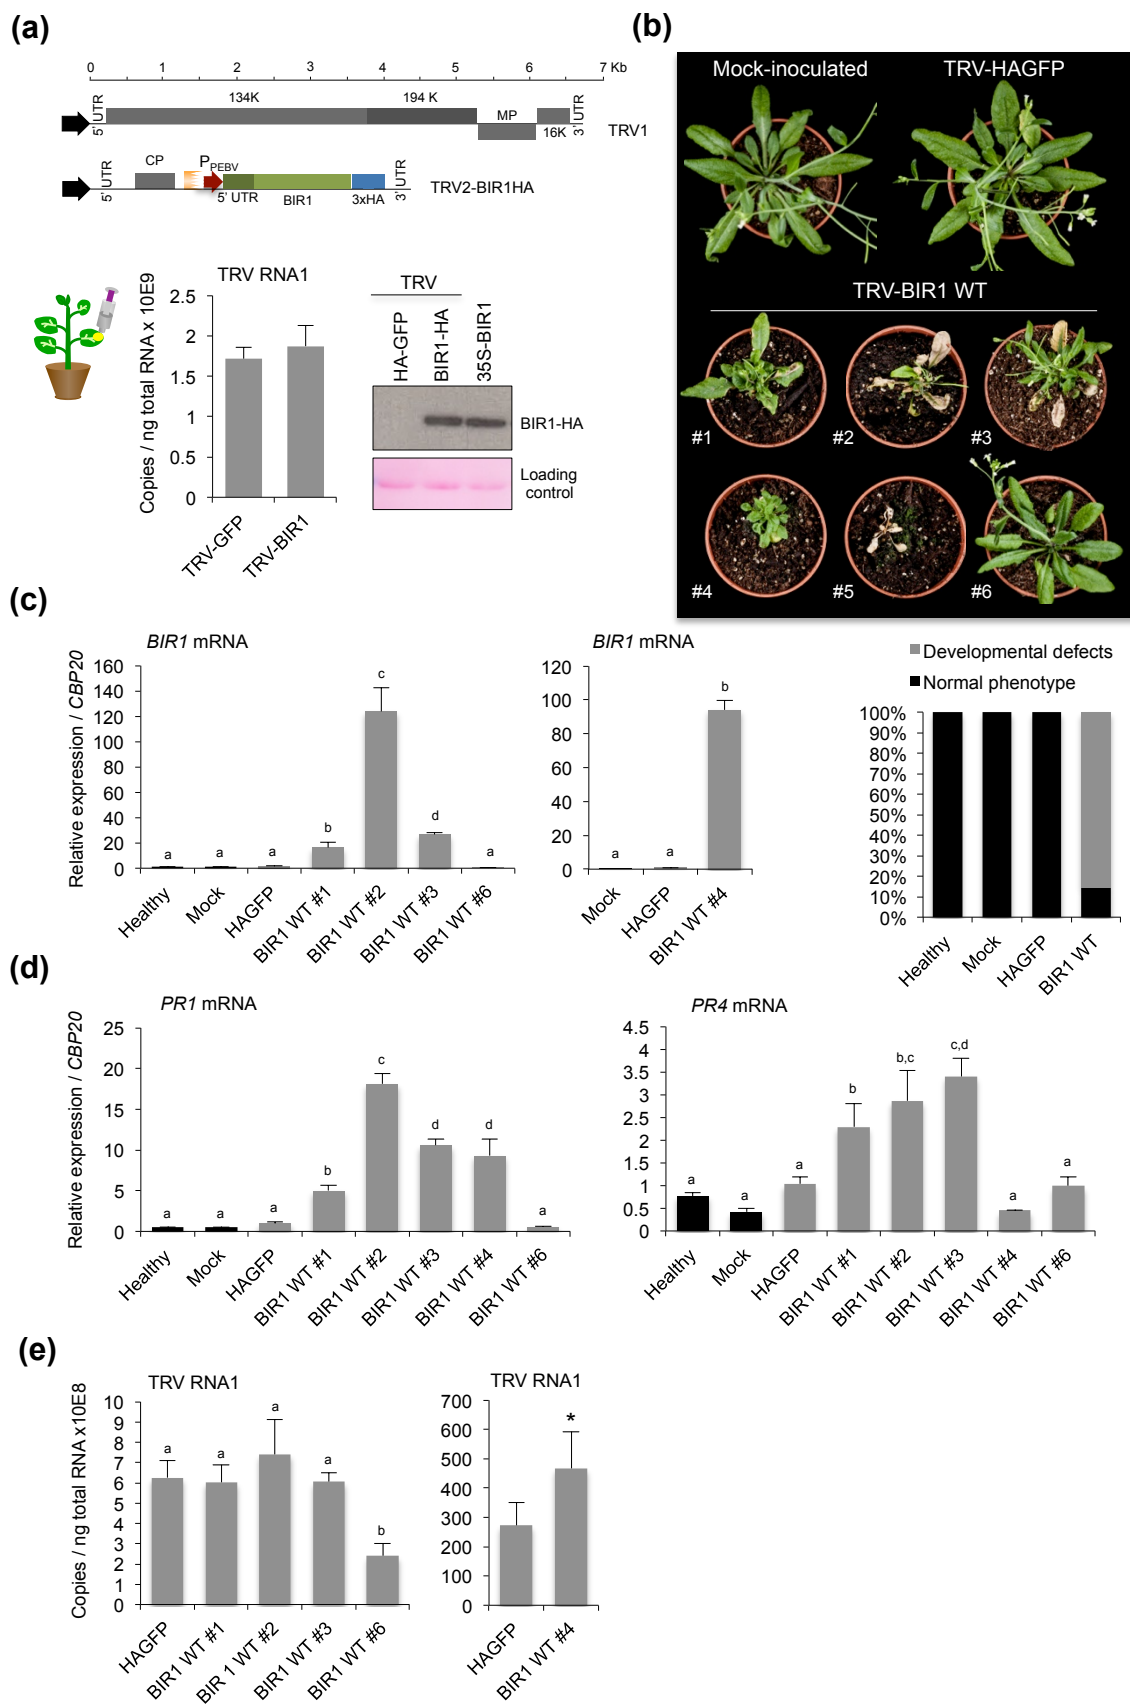 (a)
0 1 2 3 4 5 6 7 Kb
5' UTR 134K 194 K MP 16K 3' UTR TRV1
5' UTR CP P PEBV 5' UTR BIR1 3xHA 3' UTR TRV2-BIR1HA
TRV RNA1
Copies / ng total RNA x 10E9
2.5
2
1.5
1
0.5
0
TRV-GFP TRV-BIR1
TRV
HA-GFP BIR1-HA 35S-BIR1
BIR1-HA
Loading
control
(b)
Mock-inoculated TRV-HAGFP
TRV-BIR1 WT
#1 #2 #3
#4 #5 #6
(c)
BIR1 mRNA
Relative expression / CBP20
160
140
120
100
80
60
40
20
0
a a a b c d a
Healthy Mock HAGFP BIR1 WT #1 BIR1 WT #2 BIR1 WT #3 BIR1 WT #6
BIR1 mRNA
120
100
80
60
40
20
0
a a b
Mock HAGFP BIR1 WT #4
Developmental defects
Normal phenotype
100%
90%
80%
70%
60%
50%
40%
30%
20%
10%
0%
Healthy Mock HAGFP BIR1 WT
(d)
PR1 mRNA
Relative expression / CBP20
25
20
15
10
5
0
a a a b c d d a
Healthy Mock HAGFP BIR1 WT #1 BIR1 WT #2 BIR1 WT #3 BIR1 WT #4 BIR1 WT #6
PR4 mRNA
4.5
4
3.5
3
2.5
2
1.5
1
0.5
0
a a a b b,c c,d a a
Healthy Mock HAGFP BIR1 WT #1 BIR1 WT #2 BIR1 WT #3 BIR1 WT #4 BIR1 WT #6
(e)
TRV RNA1
Copies / ng total RNA x10E8
10
9
8
7
6
5
4
3
2
1
0
a a a a b
HAGFP BIR1 WT #1 BIR 1 WT #2 BIR1 WT #3 BIR1 WT #6
TRV RNA1
700
600
500
400
300
200
100
0
*
HAGFP BIR1 WT #4